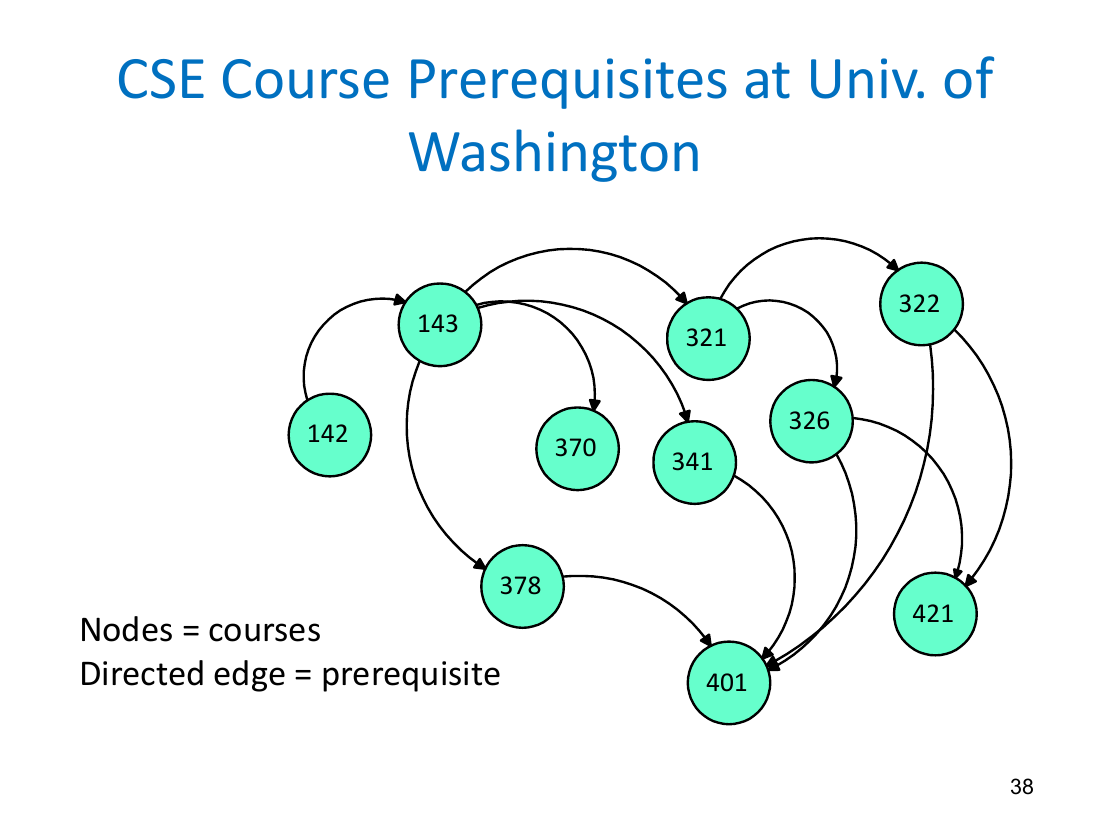 CSE Course Prerequisites at Univ. of
Washington
322
143
321
326
142
370
341
378
421
Nodes = courses
Directed edge = prerequisite
401
38